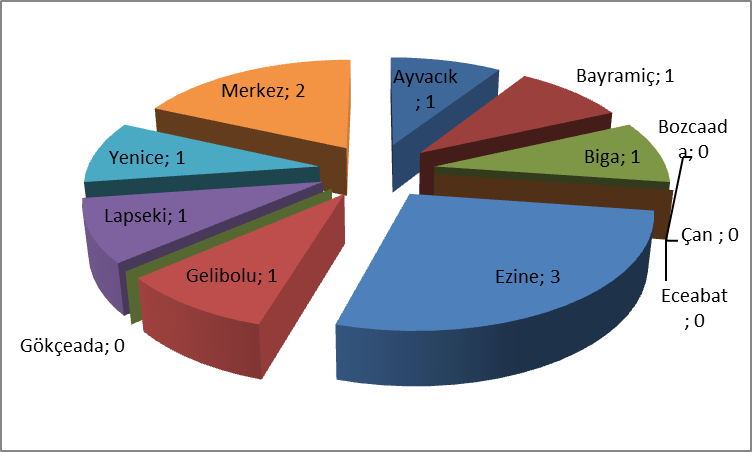 Ayvacık
; 1
Bayramiç; 1
Biga; 1
Bozcaad
a; 0
Çan ; 0
Eceabat
; 0
Ezine; 3
Gelibolu; 1
Gökçeada; 0
Lapseki; 1
Yenice; 1
Merkez; 2